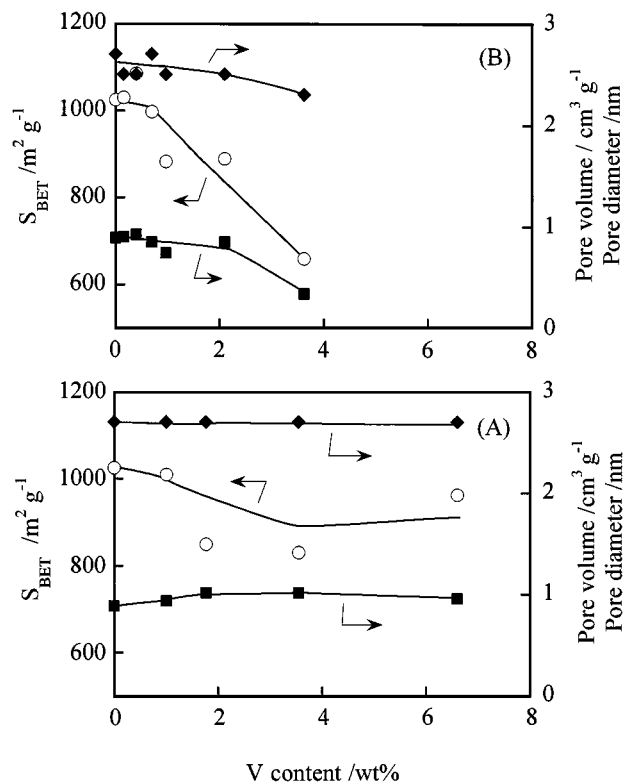 1200
1000
800
600
S_BET /m² g⁻¹
(B)
3
2
1
0
Pore volume / cm³ g⁻¹
Pore diameter /nm
0 2 4 6 8
1200
1000
800
600
S_BET /m² g⁻¹
(A)
3
2
1
0
Pore volume /cm³ g⁻¹
Pore diameter /nm
0 2 4 6 8
V content /wt%